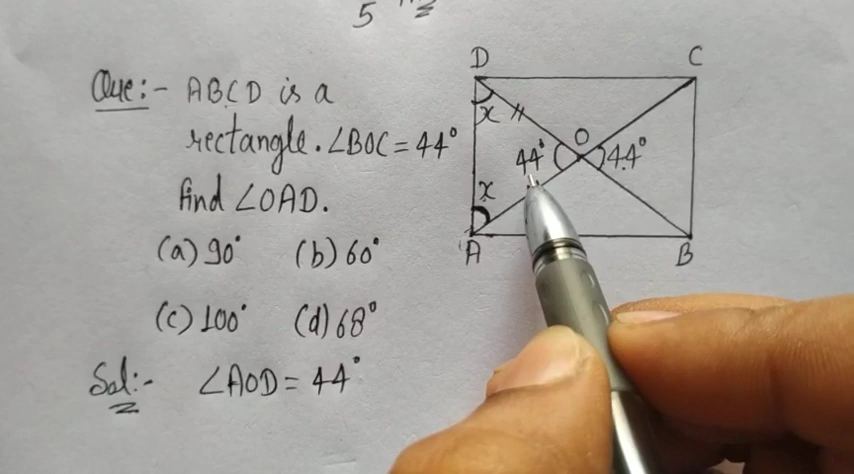 5
Que:- ABCD is a
rectangle. ∠BOC = 44°
find ∠OAD.
(a) 90° (b) 60°
(c) 100° (d) 68°
Sol:- ∠AOD = 44°
D C
x
O
44° 44°
x
A B